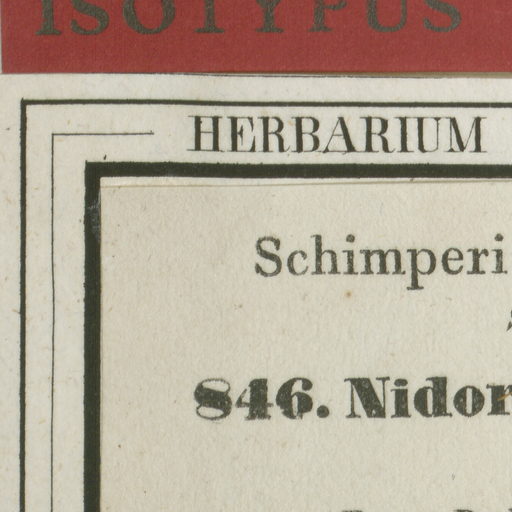 ISOTYPUS
HERBARIUM
Schimperi
846. Nidor